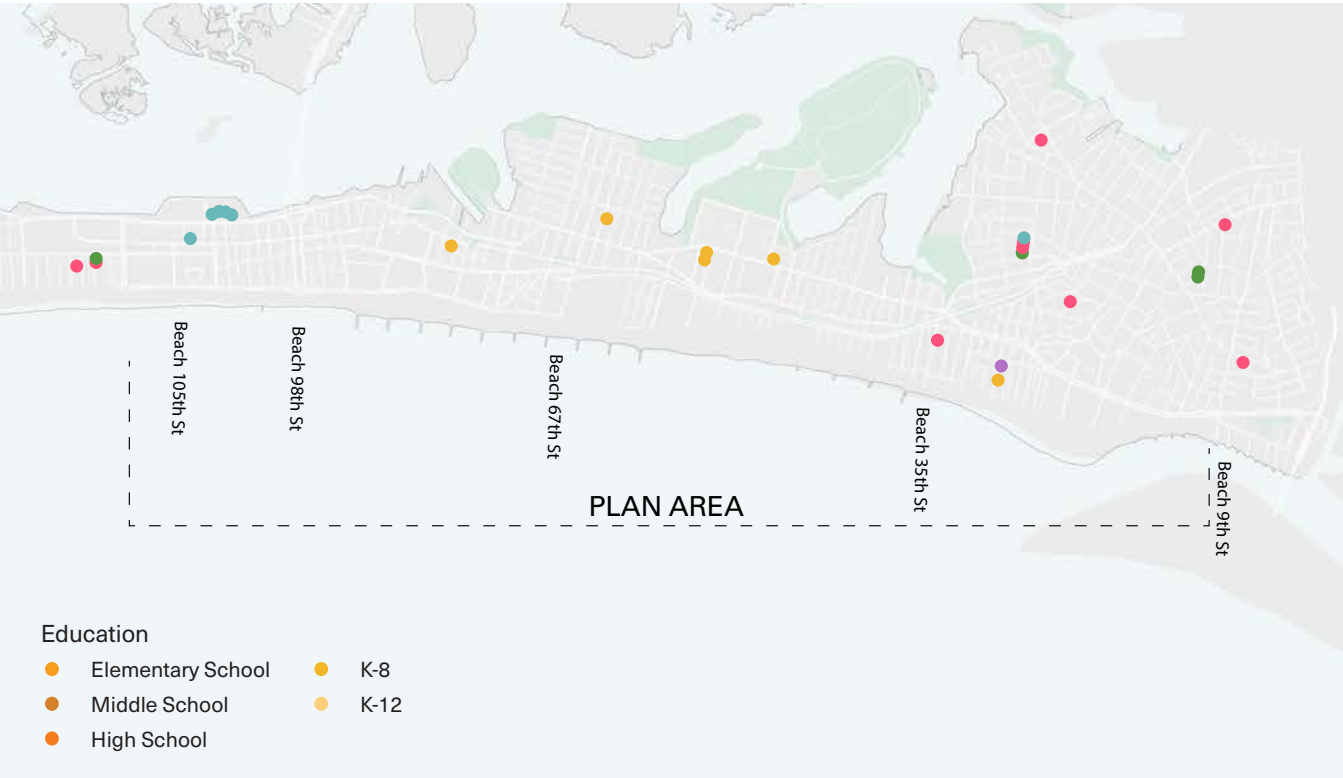 Beach 105th St
Beach 98th St
Beach 67th St
Beach 35th St
Beach 9th St
PLAN AREA
Education
Elementary School
K-8
Middle School
K-12
High School